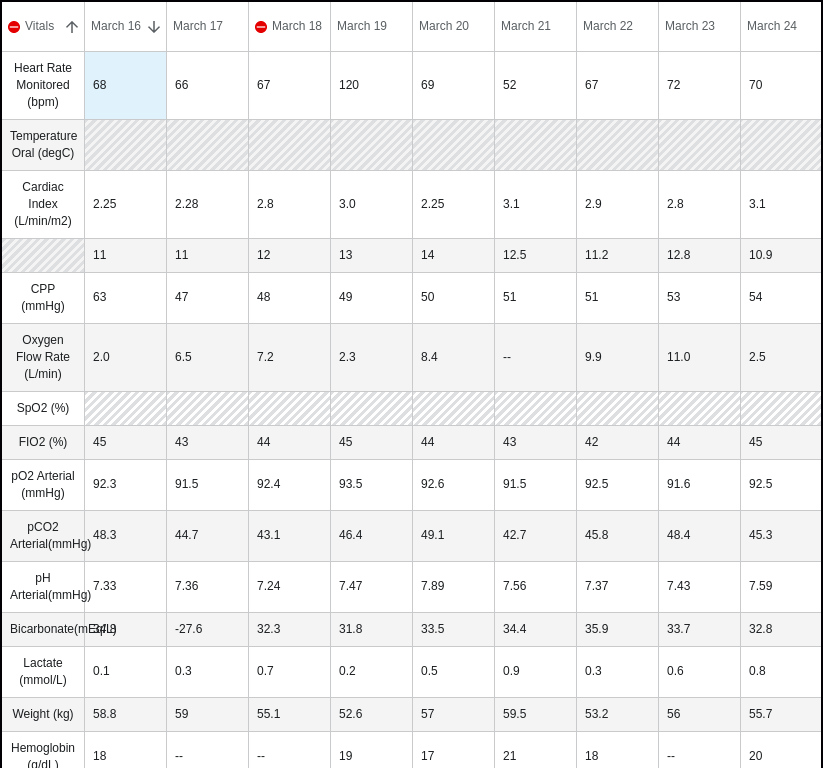 Vitals March 16 March 17 March 18 March 19 March 20 March 21 March 22 March 23 March 24
Heart Rate
Monitored
(bpm)
68 66 67 120 69 52 67 72 70
Temperature
Oral (degC)
Cardiac
Index
(L/min/m2)
2.25 2.28 2.8 3.0 2.25 3.1 2.9 2.8 3.1
11 11 12 13 14 12.5 11.2 12.8 10.9
CPP
(mmHg)
63 47 48 49 50 51 51 53 54
Oxygen
Flow Rate
(L/min)
2.0 6.5 7.2 2.3 8.4 -- 9.9 11.0 2.5
SpO2 (%)
FIO2 (%) 45 43 44 45 44 43 42 44 45
pO2 Arterial
(mmHg)
92.3 91.5 92.4 93.5 92.6 91.5 92.5 91.6 92.5
pCO2
Arterial(mmHg)
48.3 44.7 43.1 46.4 49.1 42.7 45.8 48.4 45.3
pH
Arterial(mmHg)
7.33 7.36 7.24 7.47 7.89 7.56 7.37 7.43 7.59
Bicarbonate(mEq/L) -27.6 32.3 31.8 33.5 34.4 35.9 33.7 32.8
Lactate
(mmol/L)
0.1 0.3 0.7 0.2 0.5 0.9 0.3 0.6 0.8
Weight (kg) 58.8 59 55.1 52.6 57 59.5 53.2 56 55.7
Hemoglobin
(g/dL)
18 -- -- 19 17 21 18 -- 20